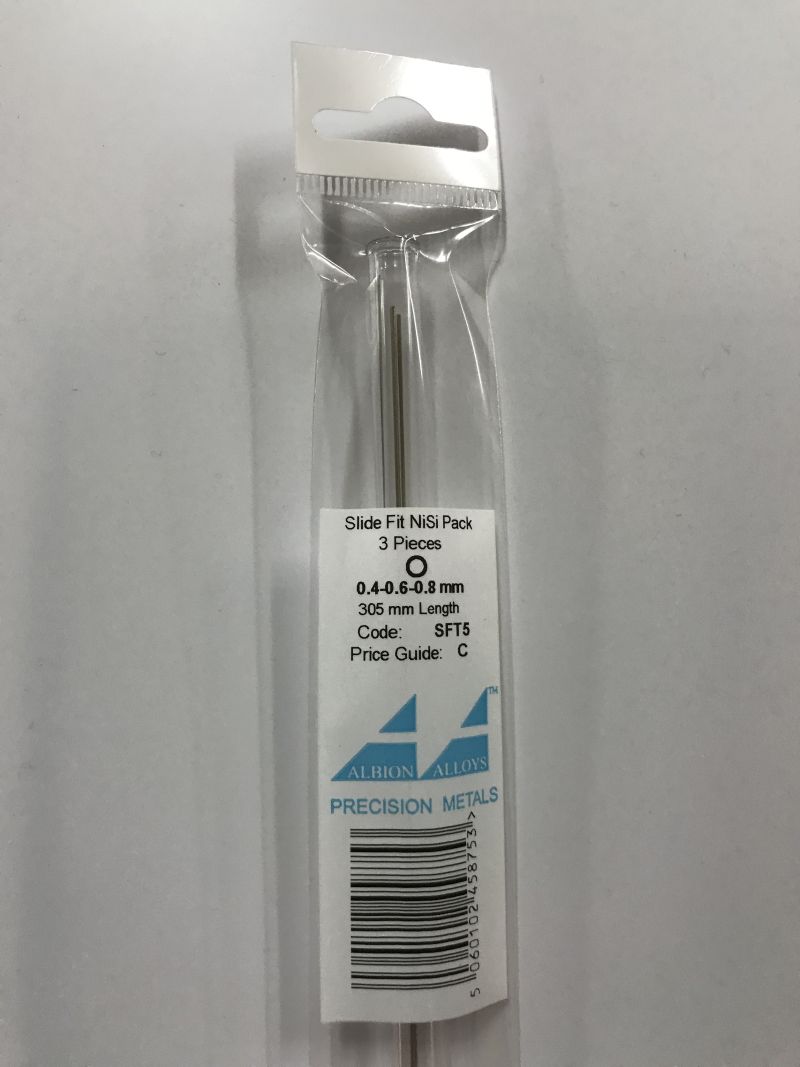 Slide Fit NiSi Pack
3 Pieces
0.4-0.6-0.8 mm
305 mm Length
Code: SFT5
Price Guide: C
TM
ALBION ALLOYS
PRECISION METALS
5 060102 458753 >